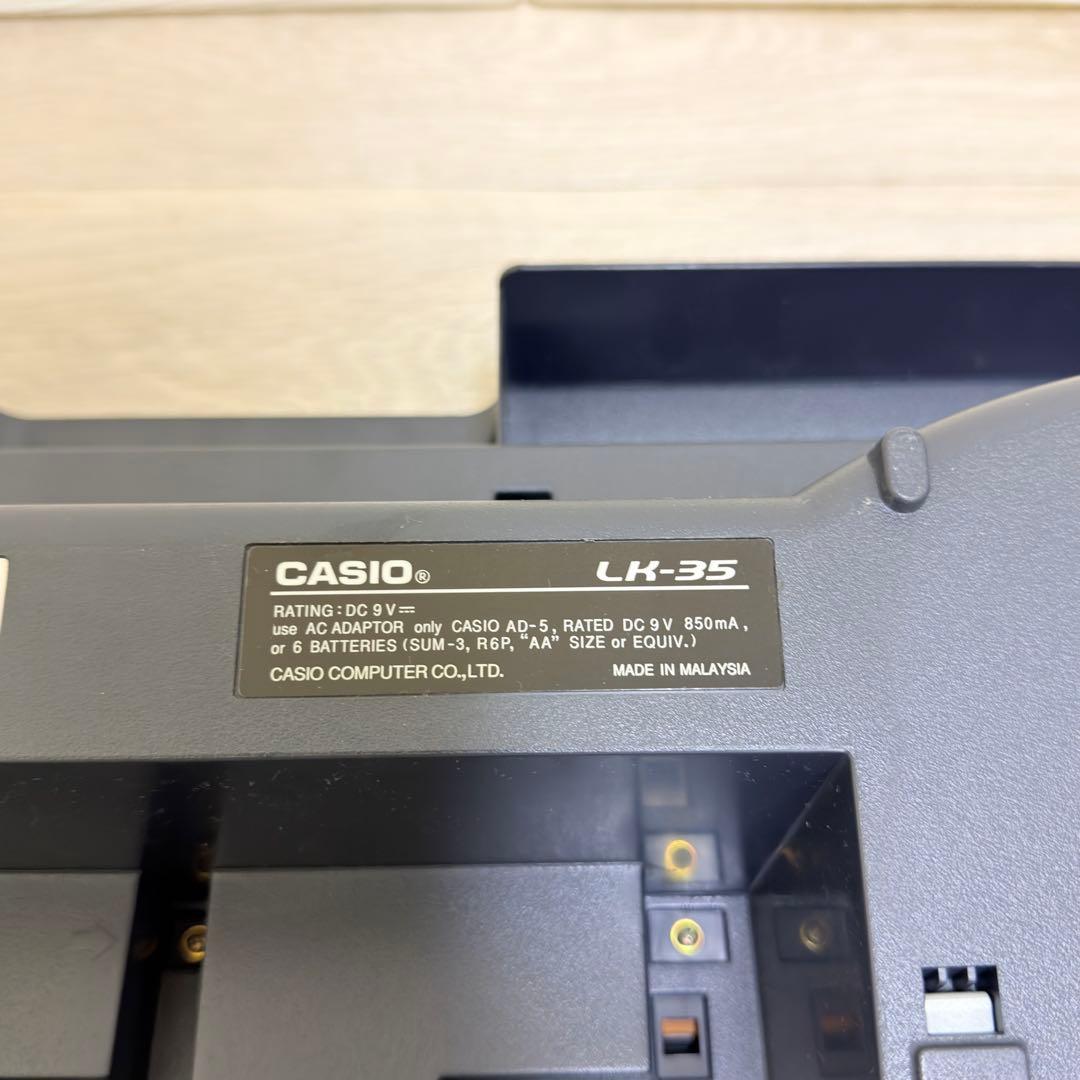 CASIO® LK-35
RATING : DC 9 V ⎓
use AC ADAPTOR only CASIO AD-5, RATED DC 9 V 850mA,
or 6 BATTERIES (SUM-3, R6P, "AA" SIZE or EQUIV.)
CASIO COMPUTER CO.,LTD. MADE IN MALAYSIA